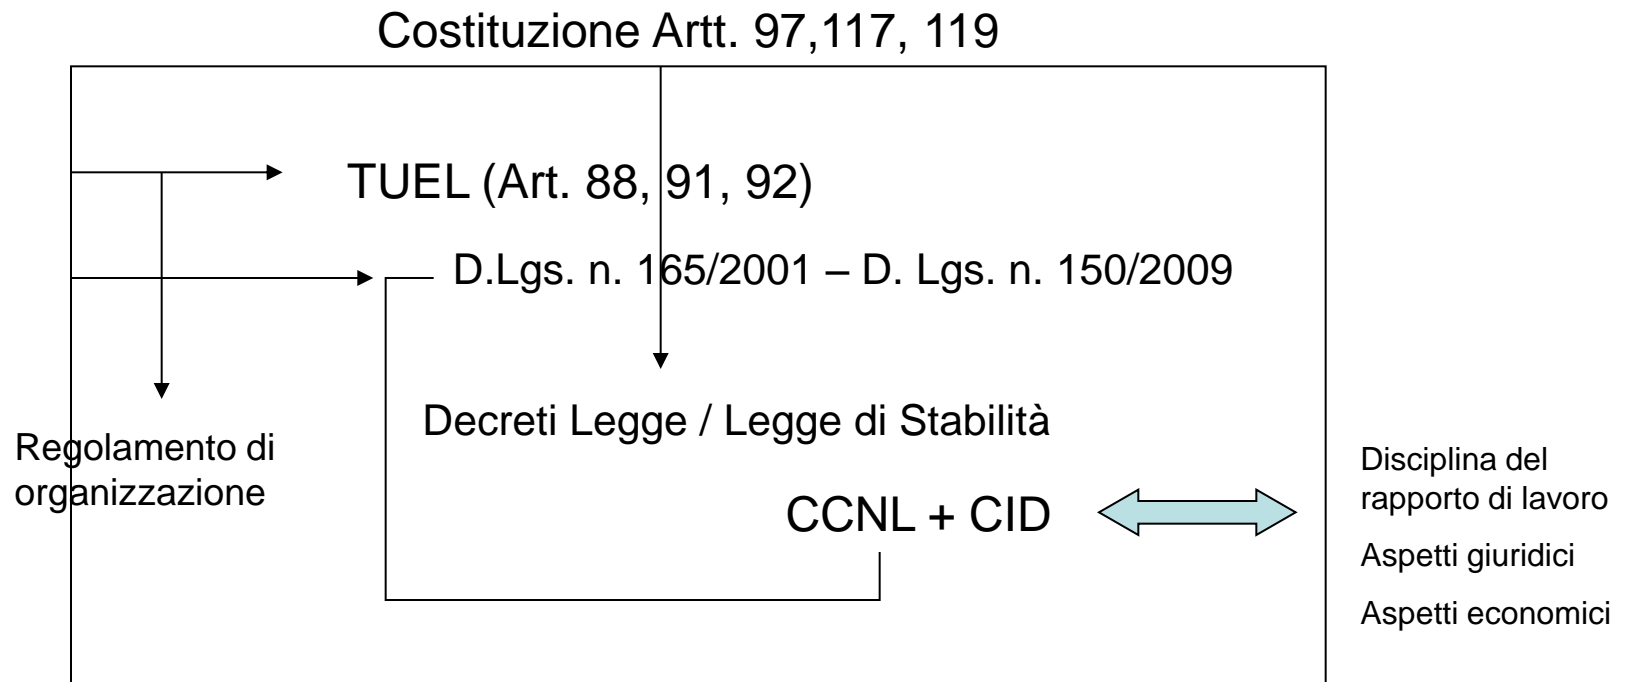 Costituzione Artt. 97,117, 119
TUEL (Art. 88, 91, 92)
D.Lgs. n. 165/2001 – D. Lgs. n. 150/2009
Decreti Legge / Legge di Stabilità
Regolamento di
organizzazione
CCNL + CID
Disciplina del
rapporto di lavoro
Aspetti giuridici
Aspetti economici